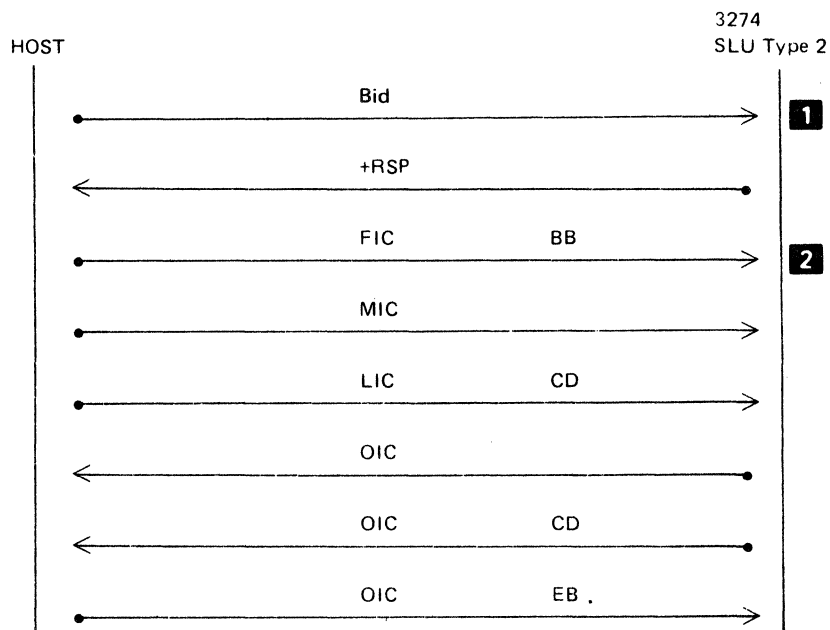 3274
HOST
SLU Type 2
Bid
1
+RSP
FIC BB
2
MIC
LIC CD
OIC
OIC CD
OIC EB .